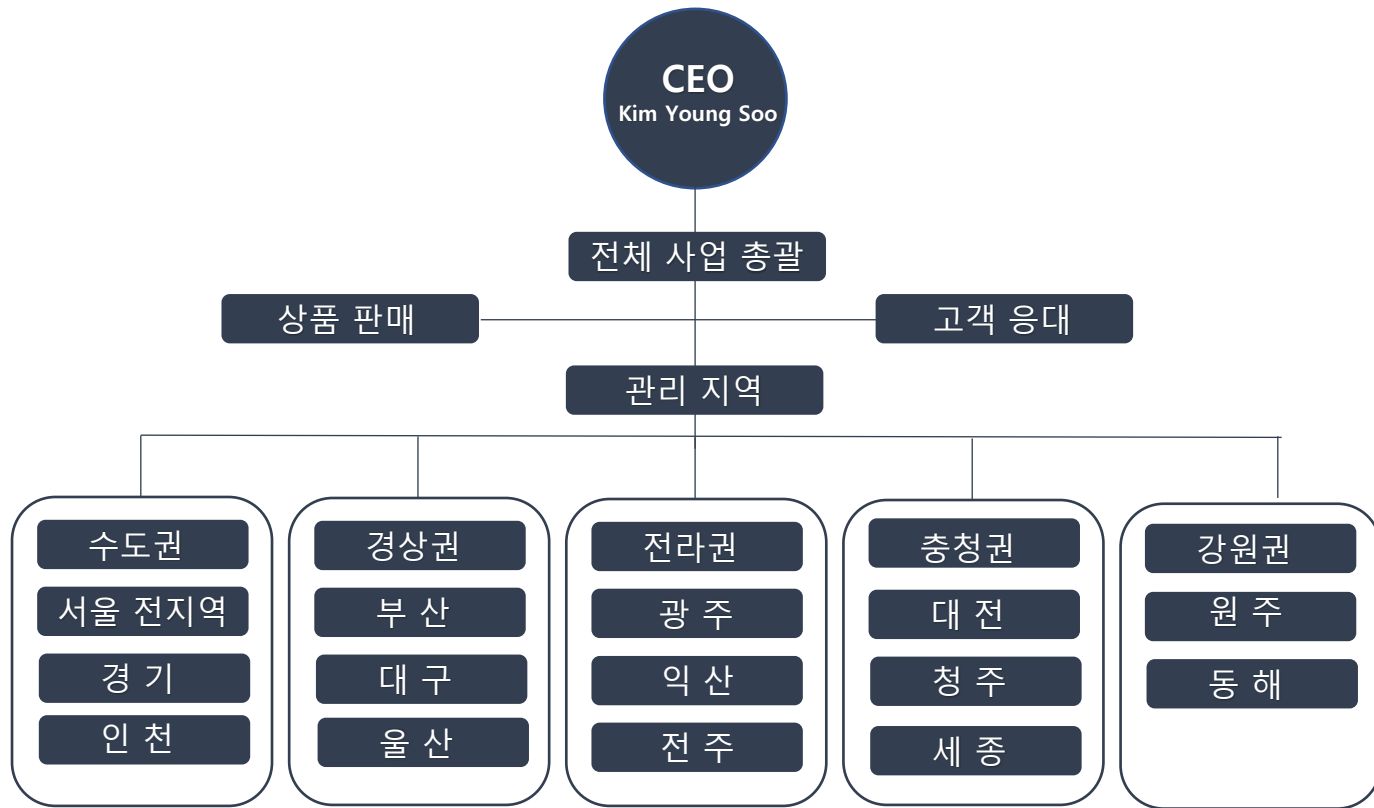 CEO
Kim Young Soo
전체 사업 총괄
상품 판매
고객 응대
관리 지역
수도권
서울 전지역
경 기
인 천
경상권
부 산
대 구
울 산
전라권
광 주
익 산
전 주
충청권
대 전
청 주
세 종
강원권
원 주
동 해